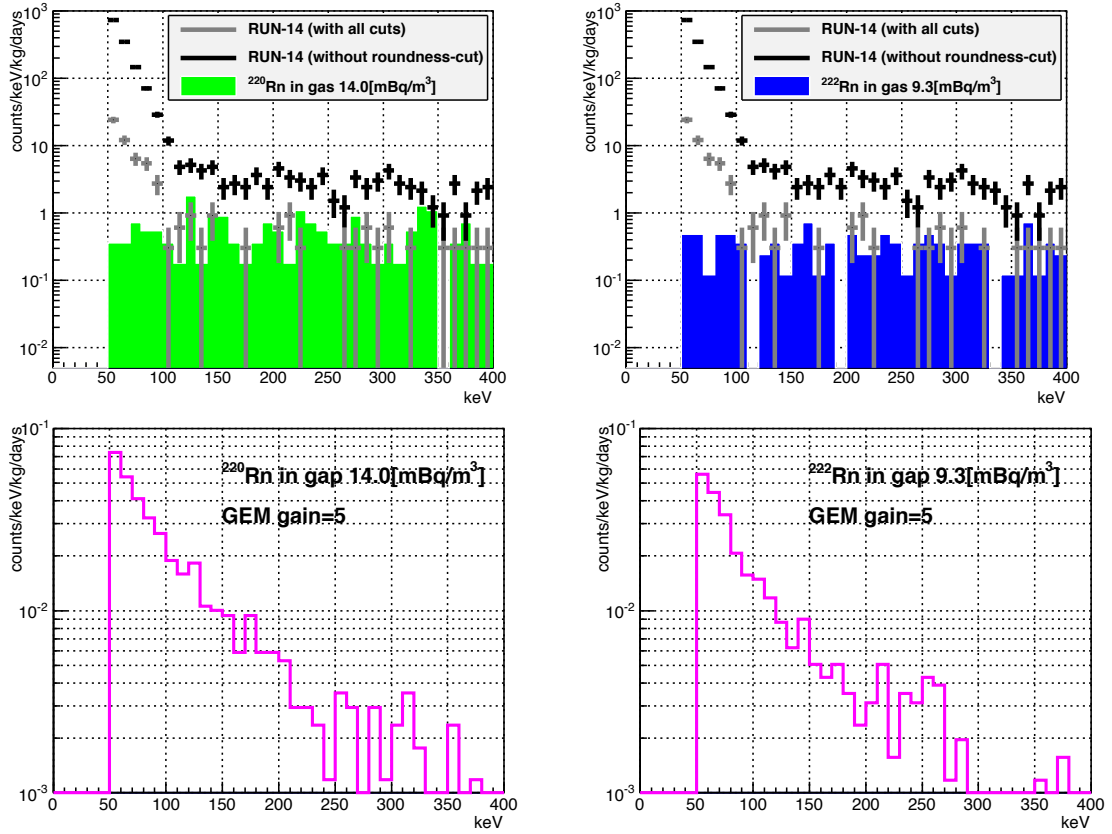 counts/keV/kg/days
10³
10²
10
1
10⁻¹
10⁻²
RUN-14 (with all cuts)
RUN-14 (without roundness-cut)
²²⁰Rn in gas 14.0[mBq/m³]
0 50 100 150 200 250 300 350 400
keV
counts/keV/kg/days
10³
10²
10
1
10⁻¹
10⁻²
RUN-14 (with all cuts)
RUN-14 (without roundness-cut)
²²²Rn in gas 9.3[mBq/m³]
0 50 100 150 200 250 300 350 400
keV
counts/keV/kg/days
10⁻¹
10⁻²
10⁻³
²²⁰Rn in gap 14.0[mBq/m³]
GEM gain=5
0 50 100 150 200 250 300 350 400
keV
counts/keV/kg/days
10⁻¹
10⁻²
10⁻³
²²²Rn in gap 9.3[mBq/m³]
GEM gain=5
0 50 100 150 200 250 300 350 400
keV